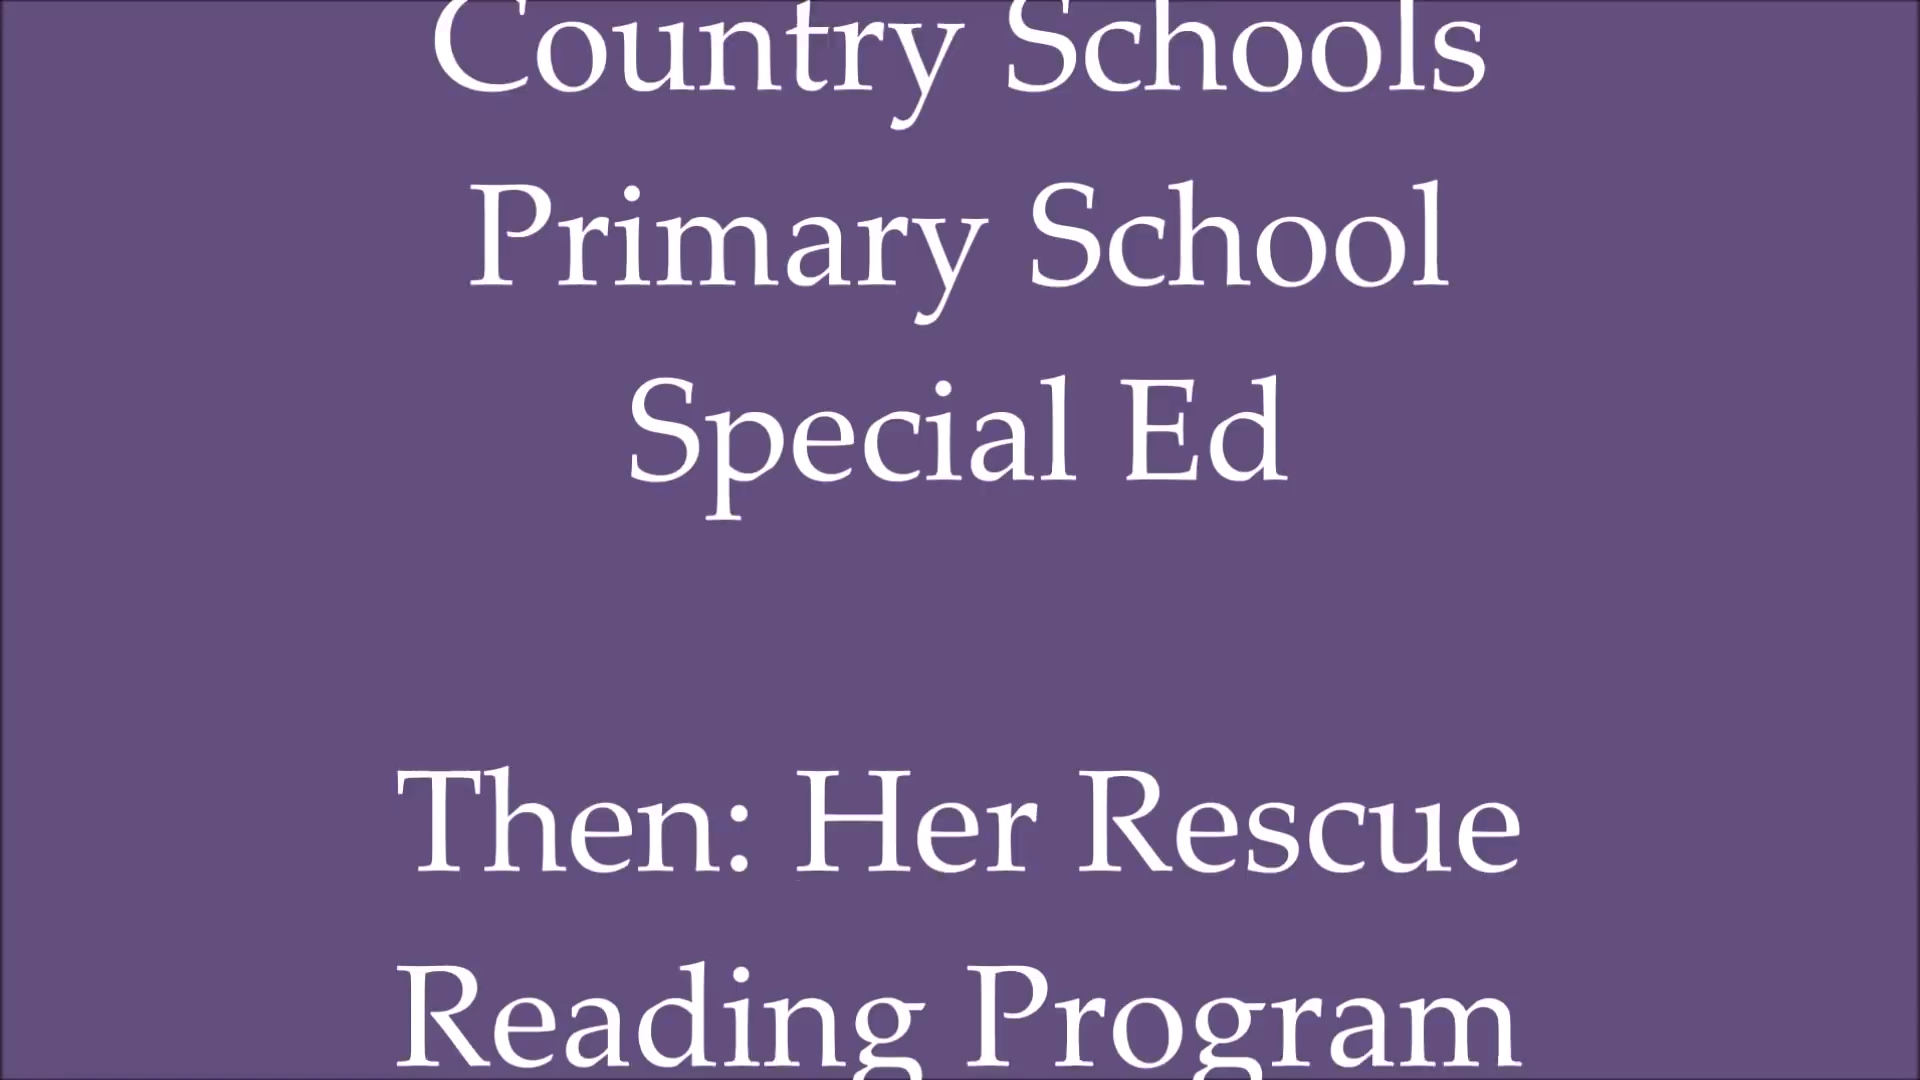 Country Schools
Primary School
Special Ed
Then: Her Rescue
Reading Program